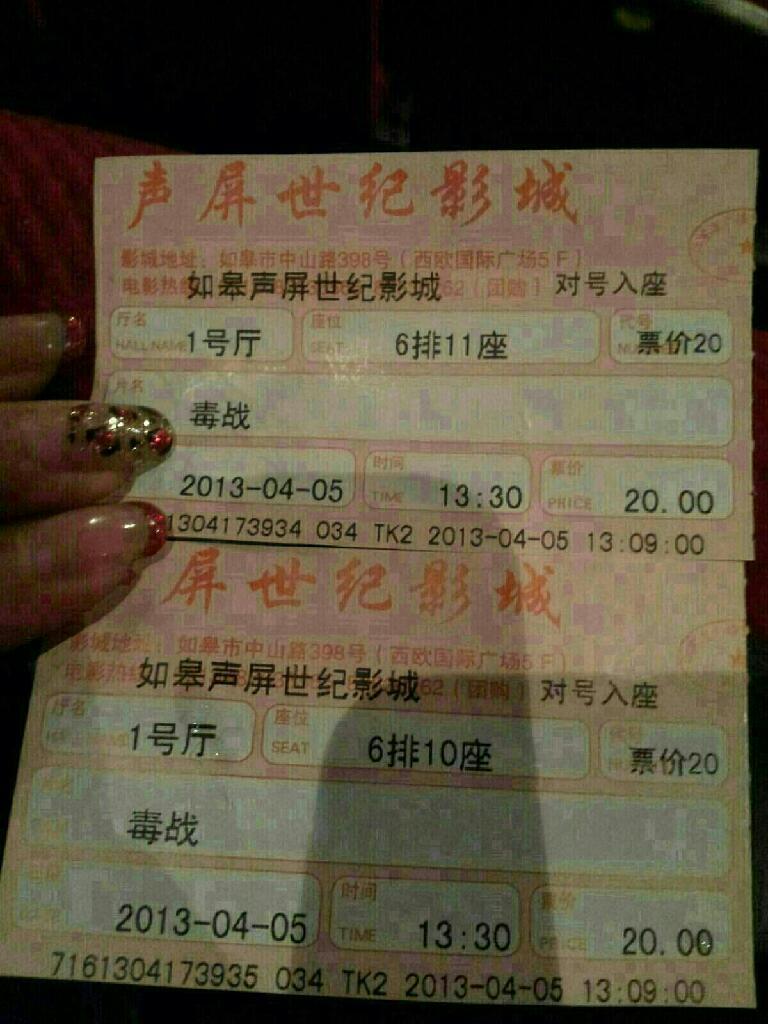 声屏世纪影城
影城地址：如皋市中山路398号（西欧国际广场5F）
电影热 62（团购）
如皋声屏世纪影城 对号入座
厅名 HALL NAME 1号厅 座位 SEAT 6排11座 代号 票价20
片名 毒战
2013-04-05 时间 TIME 13:30 票价 PRICE 20.00
1304173934 034 TK2 2013-04-05 13:09:00
屏世纪影城
影城地址：如皋市中山路398号（西欧国际广场5F）
电影热 62（团购）
如皋声屏世纪影城 对号入座
厅名 1号厅 座位 SEAT 6排10座 票价20
毒战
2013-04-05 时间 TIME 13:30 票价 PRICE 20.00
7161304173935 034 TK2 2013-04-05 13:09:00